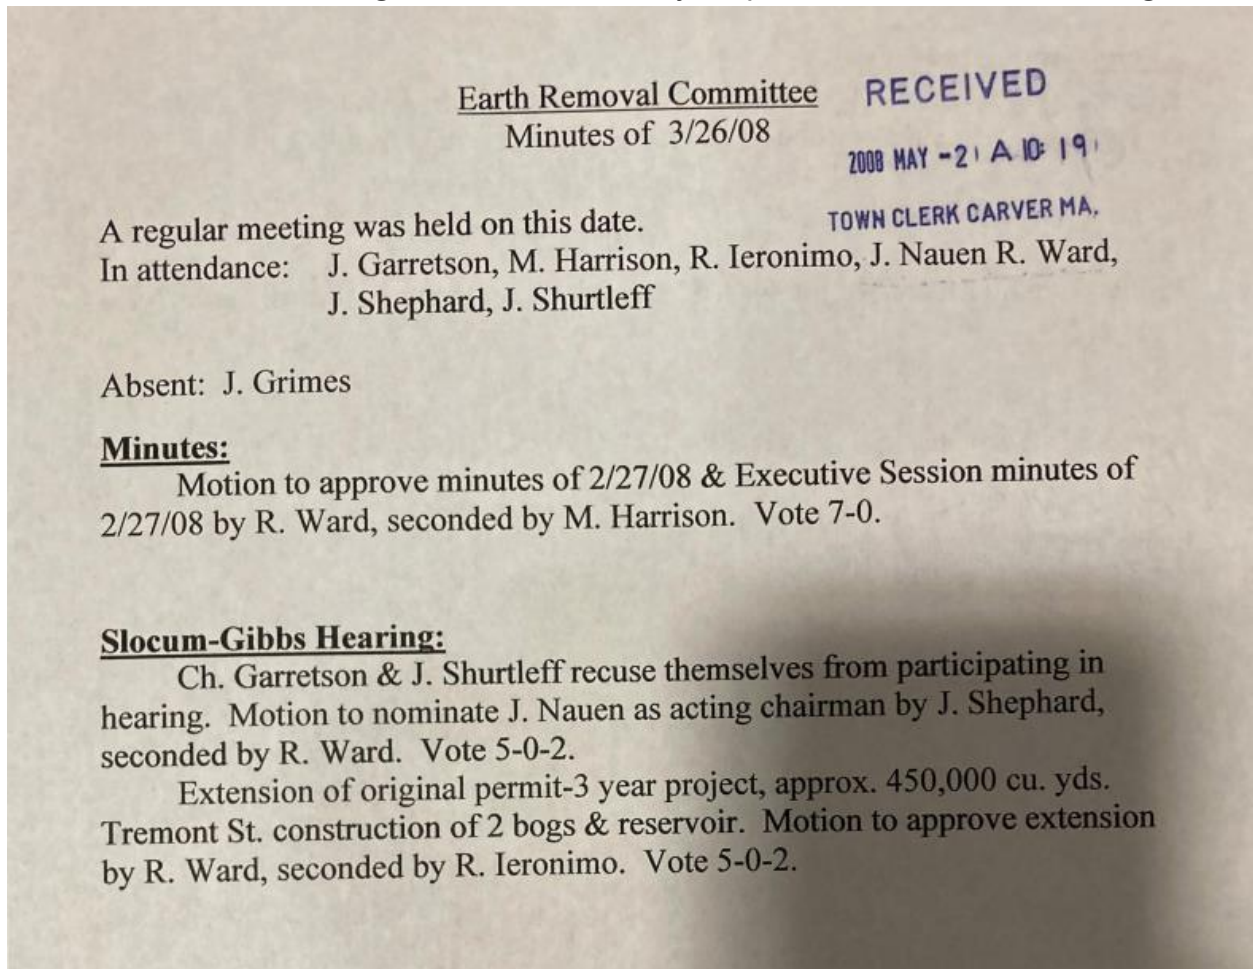 Earth Removal Committee
RECEIVED
Minutes of 3/26/08
2008 MAY -2 A 10: 19
TOWN CLERK CARVER MA.
A regular meeting was held on this date.
In attendance: J. Garretson, M. Harrison, R. Ieronimo, J. Nauen R. Ward,
J. Shephard, J. Shurtleff
Absent: J. Grimes
Minutes:
Motion to approve minutes of 2/27/08 & Executive Session minutes of
2/27/08 by R. Ward, seconded by M. Harrison. Vote 7-0.
Slocum-Gibbs Hearing:
Ch. Garretson & J. Shurtleff recuse themselves from participating in
hearing. Motion to nominate J. Nauen as acting chairman by J. Shephard,
seconded by R. Ward. Vote 5-0-2.
Extension of original permit-3 year project, approx. 450,000 cu. yds.
Tremont St. construction of 2 bogs & reservoir. Motion to approve extension
by R. Ward, seconded by R. Ieronimo. Vote 5-0-2.